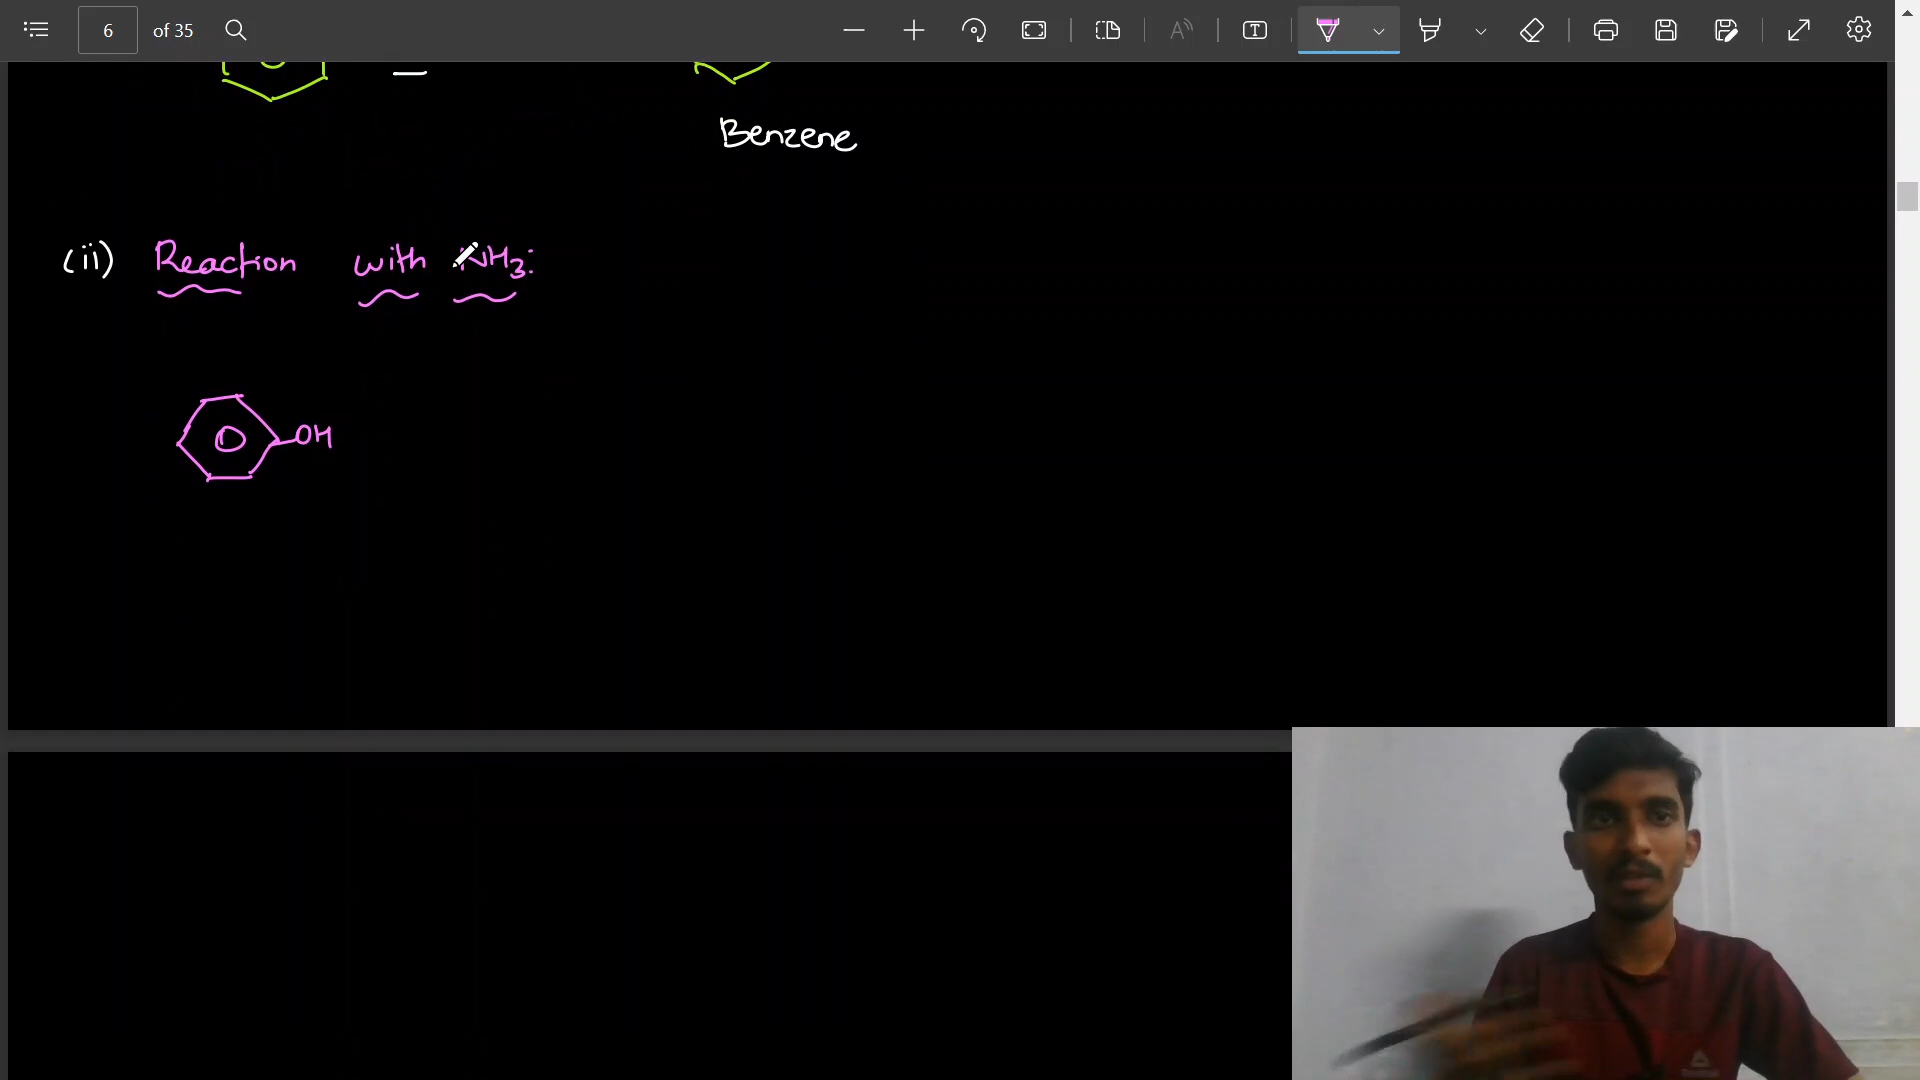 6 of 35
Benzene
(ii) Reaction with NH3:
OH